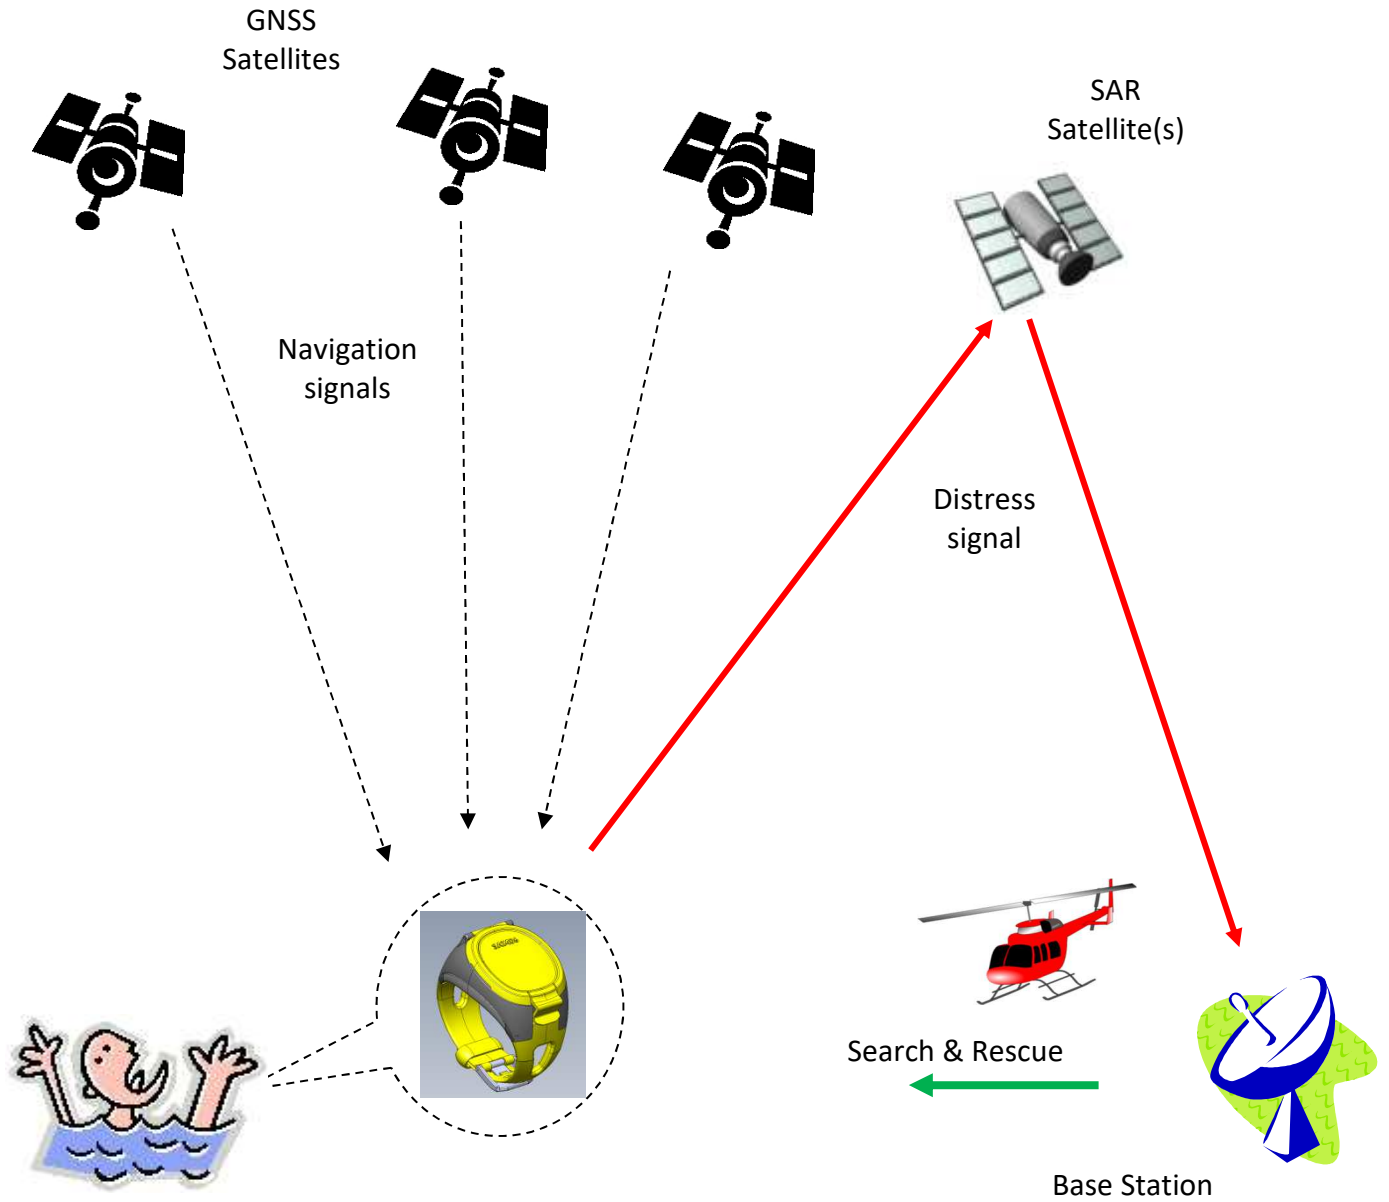 GNSS
Satellites
SAR
Satellite(s)
Navigation
signals
Distress
signal
Search & Rescue
Base Station